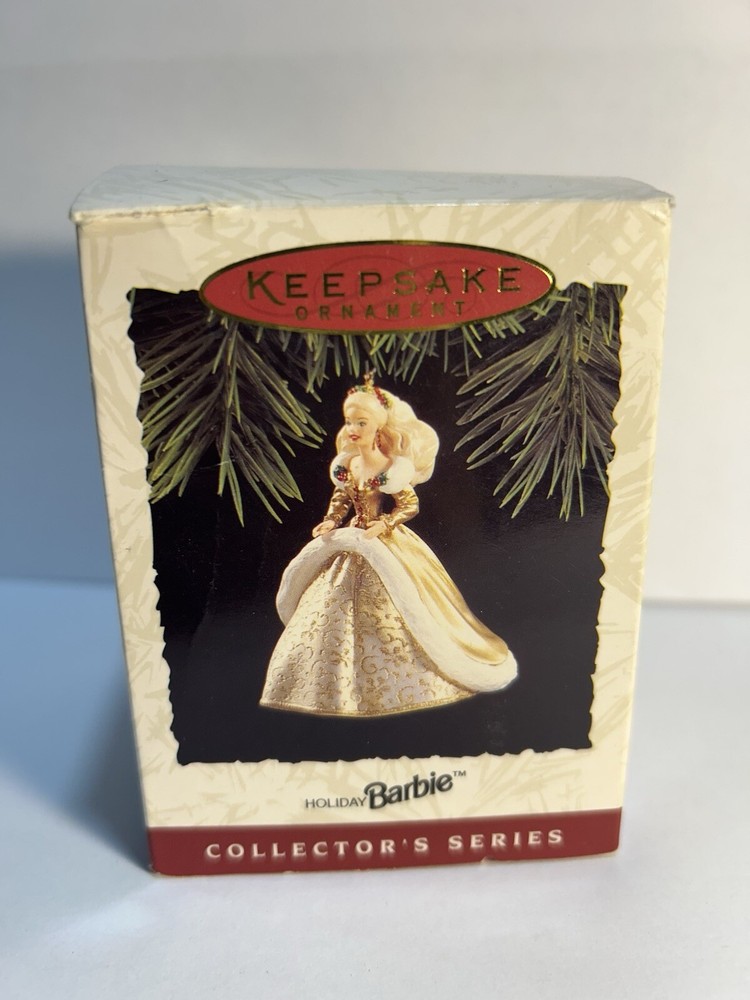 KEEPSAKE
ORNAMENT
HOLIDAY Barbie™
COLLECTOR'S SERIES